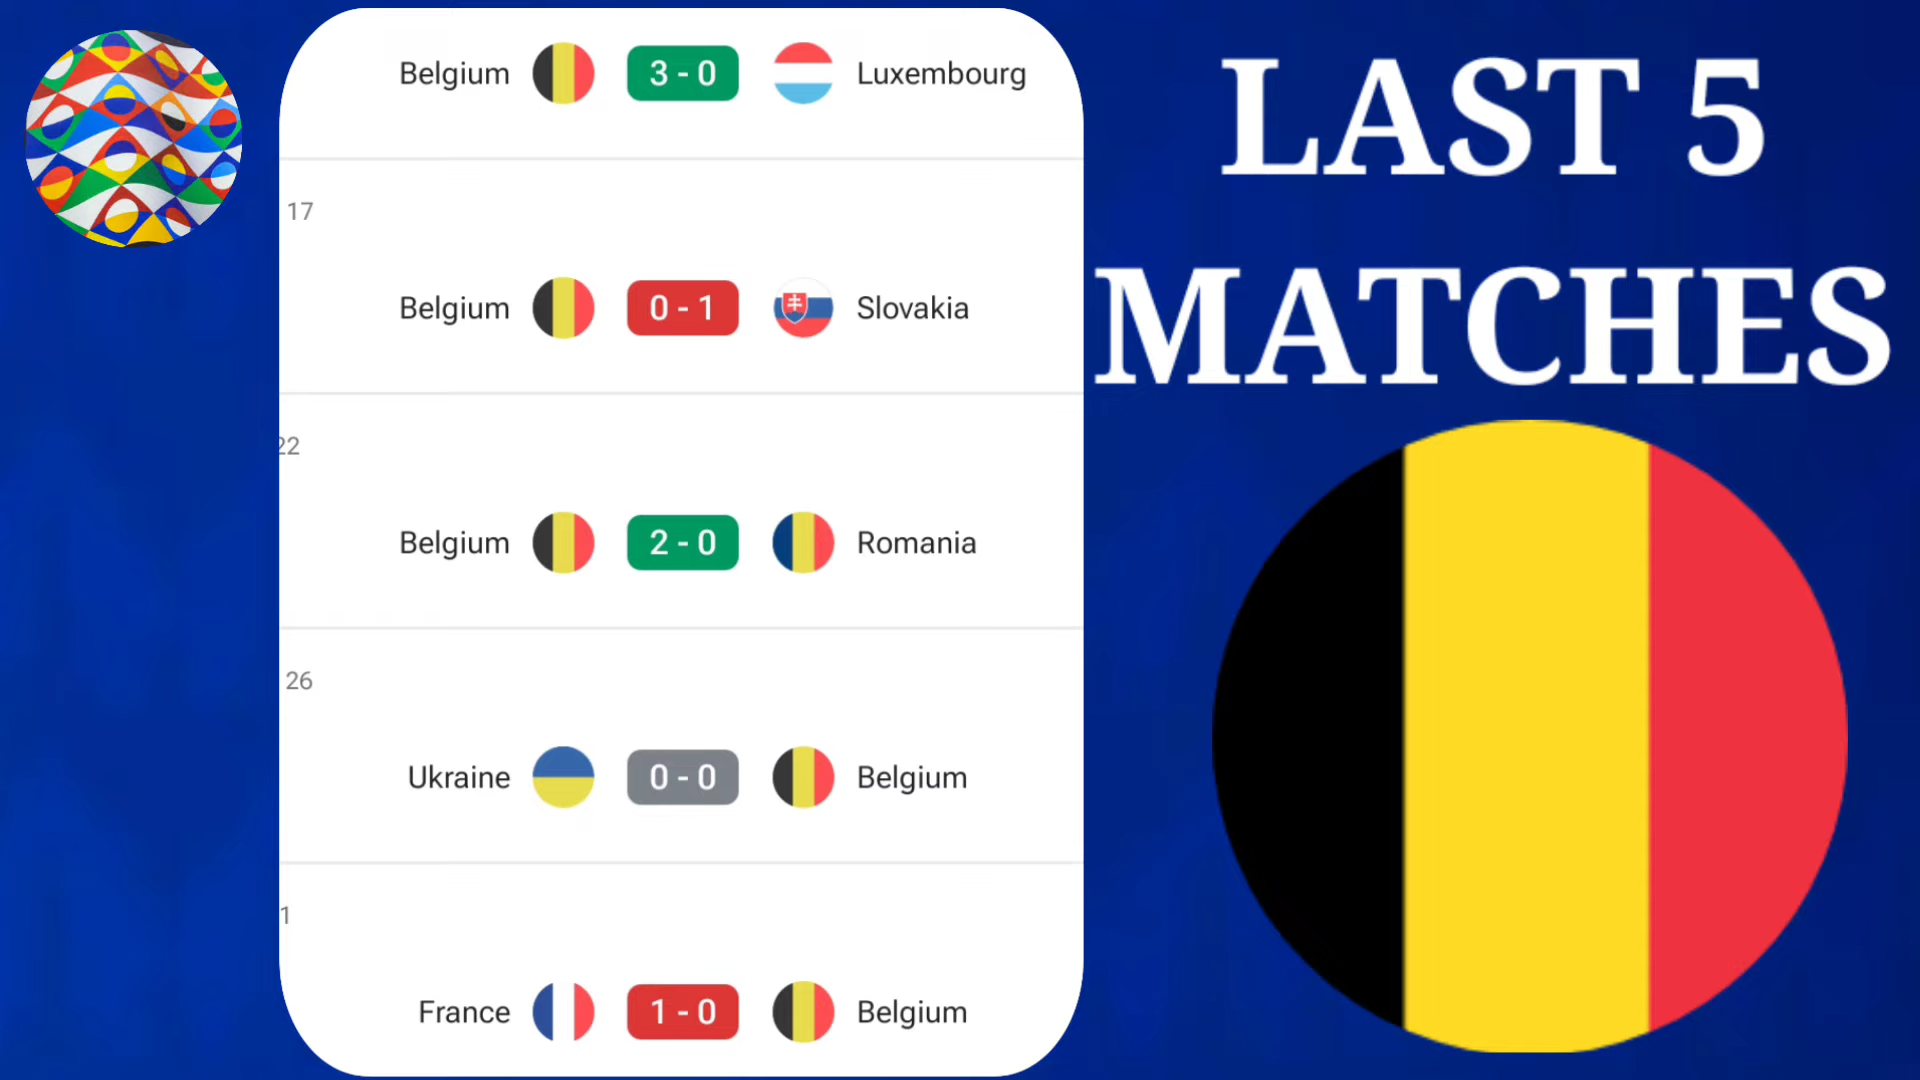 Belgium 3 - 0 Luxembourg
LAST 5
MATCHES
17
Belgium 0 - 1 Slovakia
22
Belgium 2 - 0 Romania
26
Ukraine 0 - 0 Belgium
1
France 1 - 0 Belgium